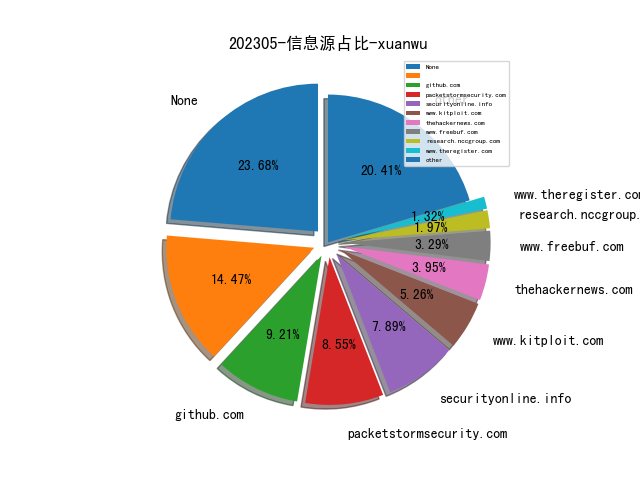 202305-信息源占比-xuanwu
None
github.com
packetstormsecurity.com
securityonline.info
www.kitploit.com
thehackernews.com
www.freebuf.com
research.nccgroup.com
www.theregister.com
other
None
other
23.68%
20.41%
www.theregister.com
1.32%
research.nccgroup.
1.97%
www.freebuf.com
3.29%
thehackernews.com
3.95%
14.47%
5.26%
www.kitploit.com
7.89%
9.21%
8.55%
securityonline.info
github.com
packetstormsecurity.com